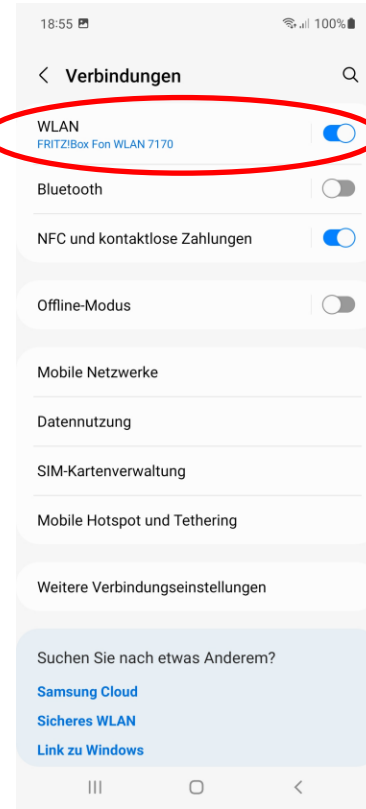 18:55 100%
Verbindungen
WLAN
FRITZ!Box Fon WLAN 7170
Bluetooth
NFC und kontaktlose Zahlungen
Offline-Modus
Mobile Netzwerke
Datennutzung
SIM-Kartenverwaltung
Mobile Hotspot und Tethering
Weitere Verbindungseinstellungen
Suchen Sie nach etwas Anderem?
Samsung Cloud
Sicheres WLAN
Link zu Windows